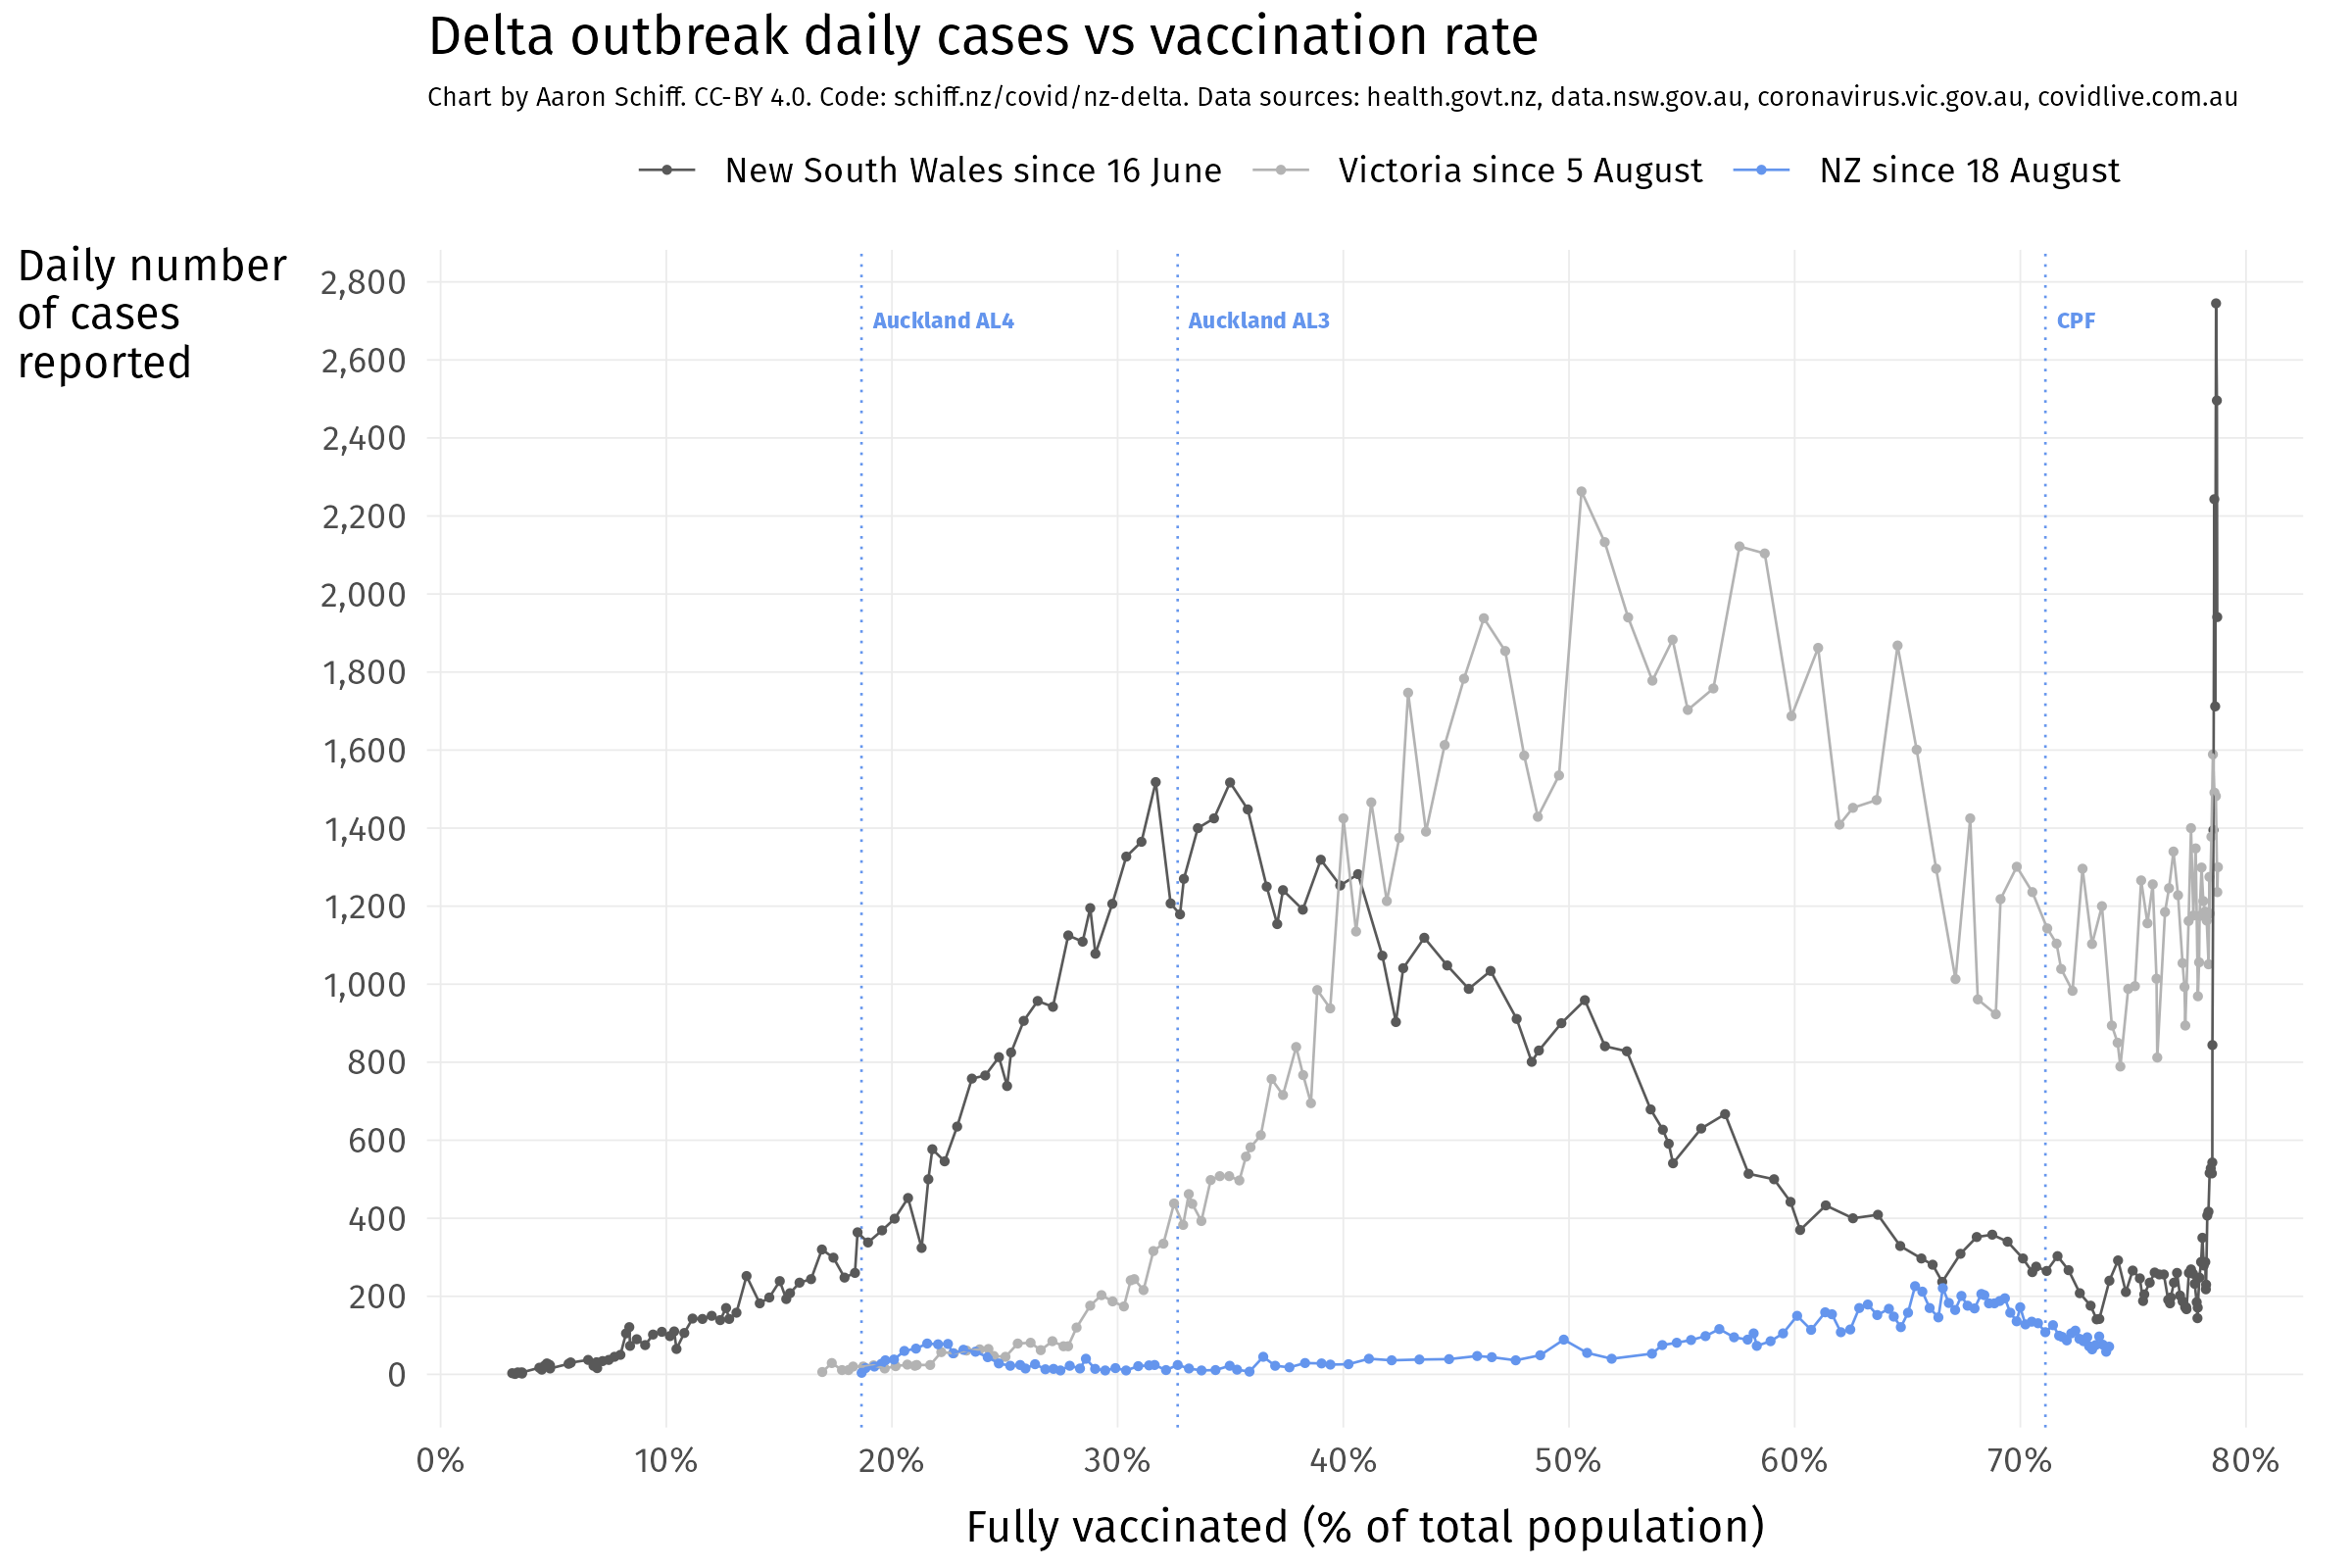 Delta outbreak daily cases vs vaccination rate
Chart by Aaron Schiff. CC-BY 4.0. Code: schiff.nz/covid/nz-delta. Data sources: health.govt.nz, data.nsw.gov.au, coronavirus.vic.gov.au, covidlive.com.au
New South Wales since 16 June
Victoria since 5 August
NZ since 18 August
Daily number
of cases
reported
2,800
2,600
2,400
2,200
2,000
1,800
1,600
1,400
1,200
1,000
800
600
400
200
0
Auckland AL4
Auckland AL3
CPF
0%
10%
20%
30%
40%
50%
60%
70%
80%
Fully vaccinated (% of total population)